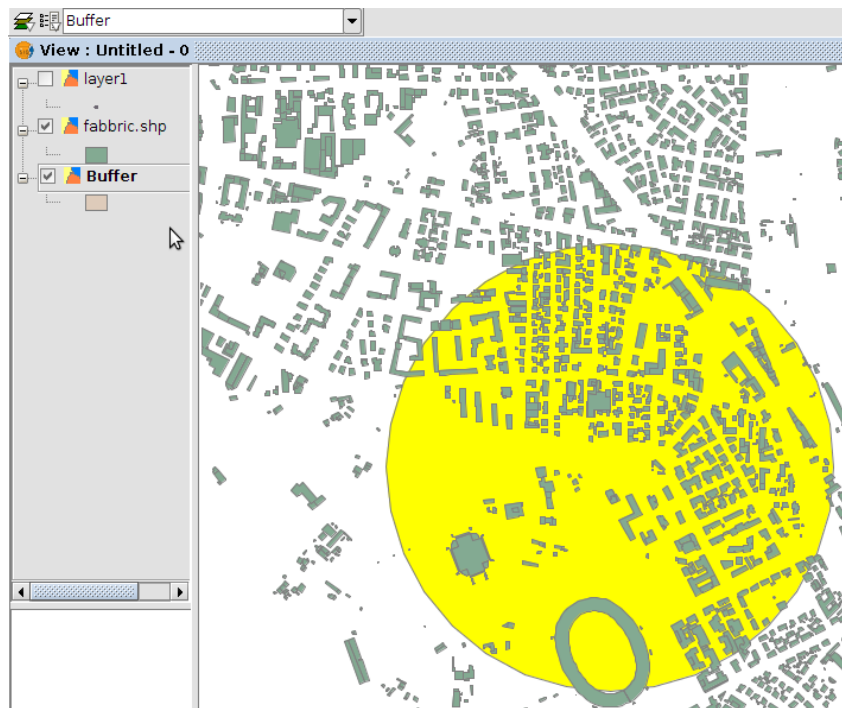 Buffer
View : Untitled - 0
layer1
fabbric.shp
Buffer